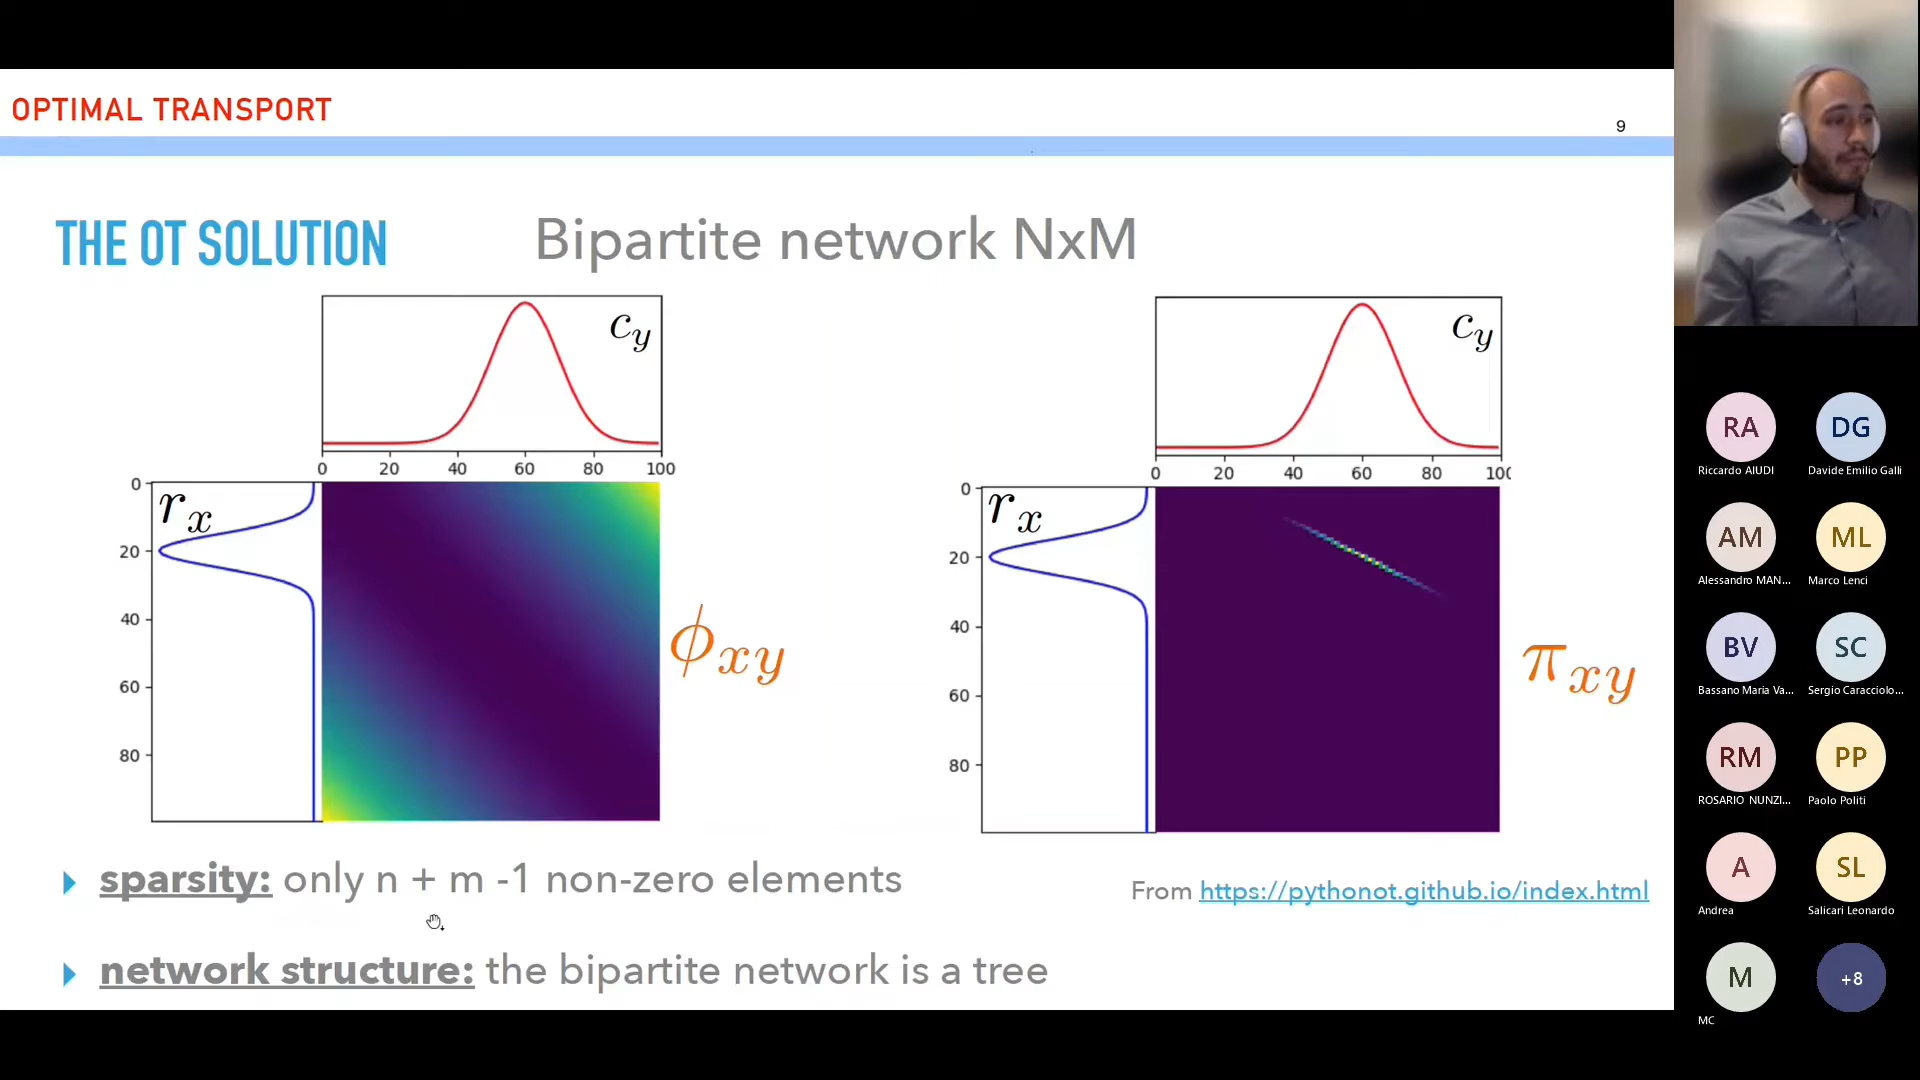 OPTIMAL TRANSPORT
9
THE OT SOLUTION
Bipartite network NxM
c_y
0 20 40 60 80 100
r_x
0
20
40
60
80
ϕ_xy
c_y
0 20 40 60 80 10
r_x
0
20
40
60
80
π_xy
sparsity: only n + m -1 non-zero elements
From https://pythonot.github.io/index.html
network structure: the bipartite network is a tree
RA
Riccardo AIUDI
DG
Davide Emilio Galli
AM
Alessandro MAN...
ML
Marco Lenci
BV
Bassano Maria Va...
SC
Sergio Caracciolo...
RM
ROSARIO NUNZI...
PP
Paolo Politi
A
Andrea
SL
Salicari Leonardo
M
MC
+8